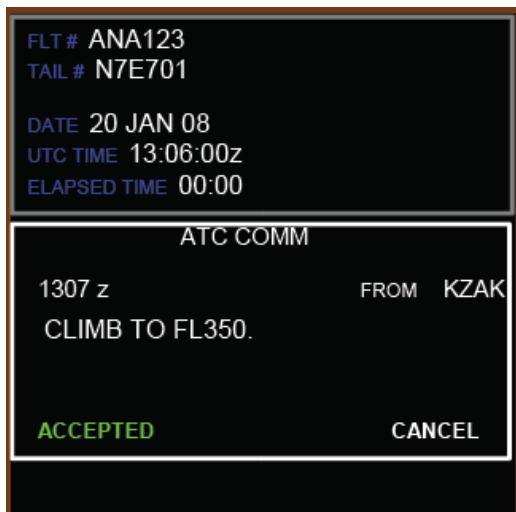 FLT # ANA123
TAIL # N7E701
DATE 20 JAN 08
UTC TIME 13:06:00z
ELAPSED TIME 00:00
ATC COMM
1307 z FROM KZAK
CLIMB TO FL350.
ACCEPTED CANCEL